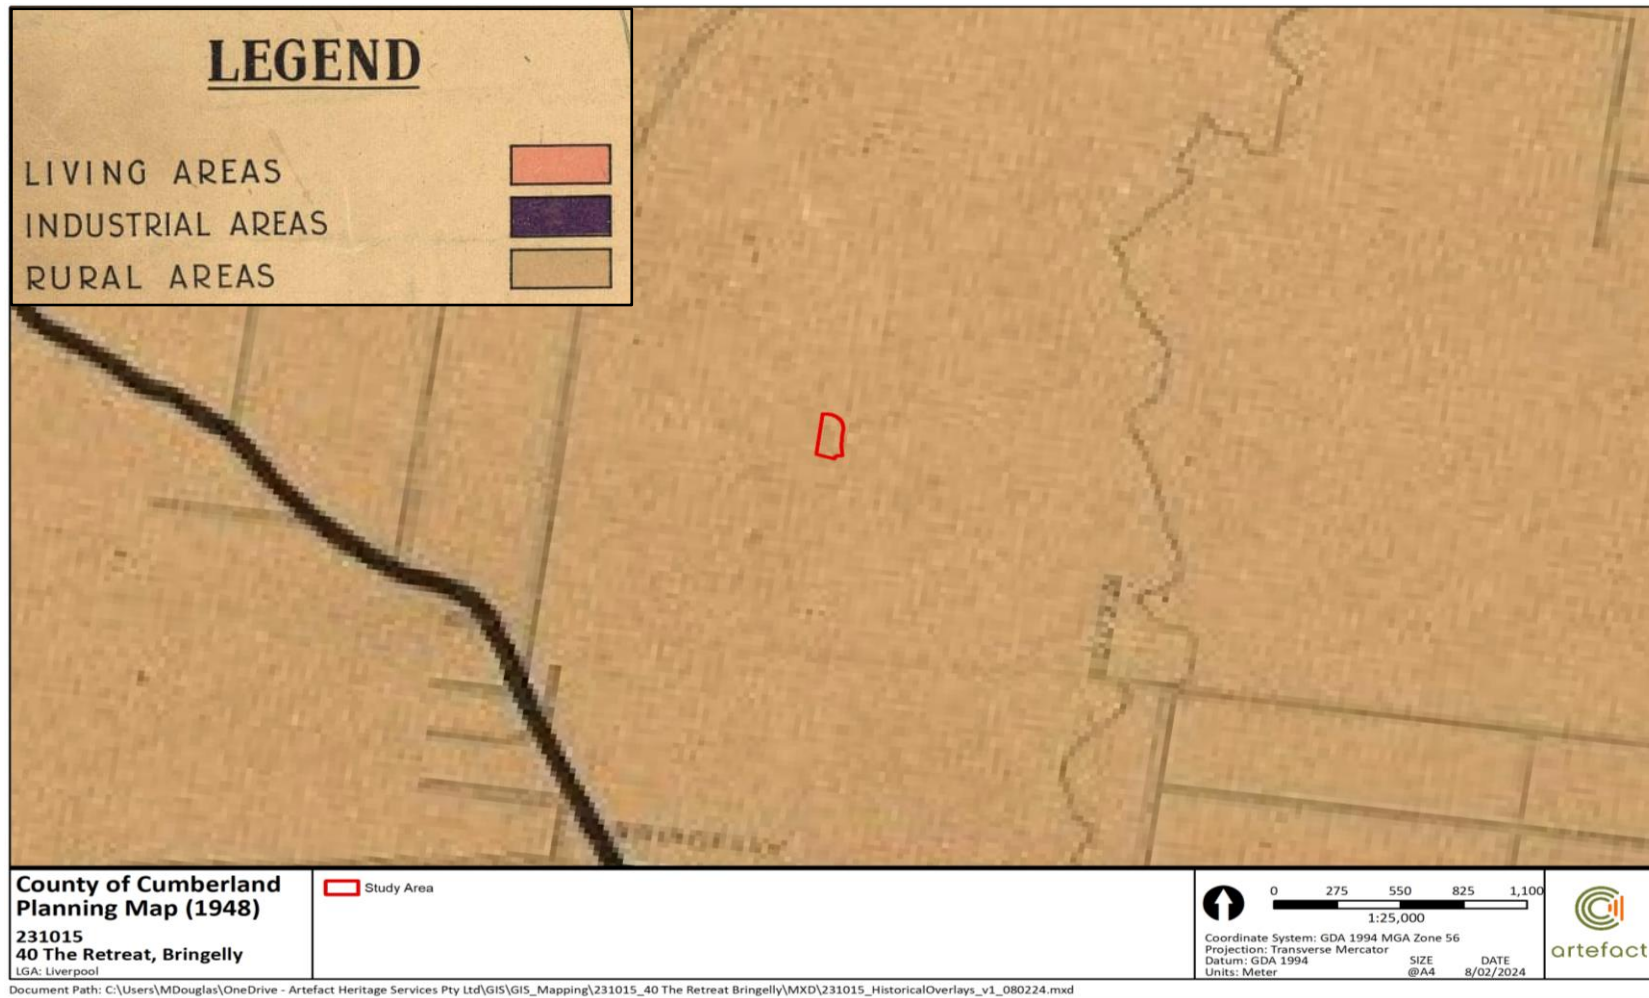 LEGEND
LIVING AREAS
INDUSTRIAL AREAS
RURAL AREAS
County of Cumberland
Planning Map (1948)
231015
40 The Retreat, Bringelly
LGA: Liverpool
Study Area
0 275 550 825 1,100
1:25,000
Coordinate System: GDA 1994 MGA Zone 56
Projection: Transverse Mercator
Datum: GDA 1994
Units: Meter
SIZE
@A4
DATE
8/02/2024
artefact
Document Path: C:\Users\MDouglas\OneDrive - Artefact Heritage Services Pty Ltd\GIS\GIS_Mapping\231015_40 The Retreat Bringelly\MXD\231015_HistoricalOverlays_v1_080224.mxd